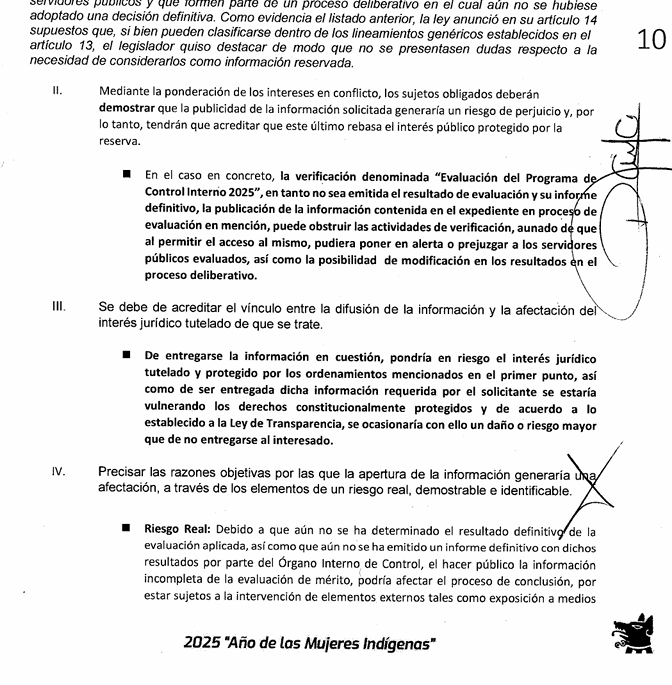 servidores públicos y que formen parte de un proceso deliberativo en el cual aún no se hubiese
adoptado una decisión definitiva. Como evidencia el listado anterior, la ley anunció en su artículo 14
supuestos que, si bien pueden clasificarse dentro de los lineamientos genéricos establecidos en el
artículo 13, el legislador quiso destacar de modo que no se presentasen dudas respecto a la
necesidad de considerarlos como información reservada.
10
II. Mediante la ponderación de los intereses en conflicto, los sujetos obligados deberán
demostrar que la publicidad de la información solicitada generaría un riesgo de perjuicio y, por
lo tanto, tendrán que acreditar que este último rebasa el interés público protegido por la
reserva.
■ En el caso en concreto, la verificación denominada “Evaluación del Programa de
Control Interno 2025”, en tanto no sea emitida el resultado de evaluación y su informe
definitivo, la publicación de la información contenida en el expediente en proceso de
evaluación en mención, puede obstruir las actividades de verificación, aunado de que
al permitir el acceso al mismo, pudiera poner en alerta o prejuzgar a los servidores
públicos evaluados, así como la posibilidad de modificación en los resultados en el
proceso deliberativo.
III. Se debe de acreditar el vínculo entre la difusión de la información y la afectación del
interés jurídico tutelado de que se trate.
■ De entregarse la información en cuestión, pondría en riesgo el interés jurídico
tutelado y protegido por los ordenamientos mencionados en el primer punto, así
como de ser entregada dicha información requerida por el solicitante se estaría
vulnerando los derechos constitucionalmente protegidos y de acuerdo a lo
establecido a la Ley de Transparencia, se ocasionaría con ello un daño o riesgo mayor
que de no entregarse al interesado.
IV. Precisar las razones objetivas por las que la apertura de la información generaría una
afectación, a través de los elementos de un riesgo real, demostrable e identificable.
■ Riesgo Real: Debido a que aún no se ha determinado el resultado definitivo de la
evaluación aplicada, así como que aún no se ha emitido un informe definitivo con dichos
resultados por parte del Órgano Interno de Control, el hacer público la información
incompleta de la evaluación de mérito, podría afectar el proceso de conclusión, por
estar sujetos a la intervención de elementos externos tales como exposición a medios
2025 "Año de las Mujeres Indígenas"